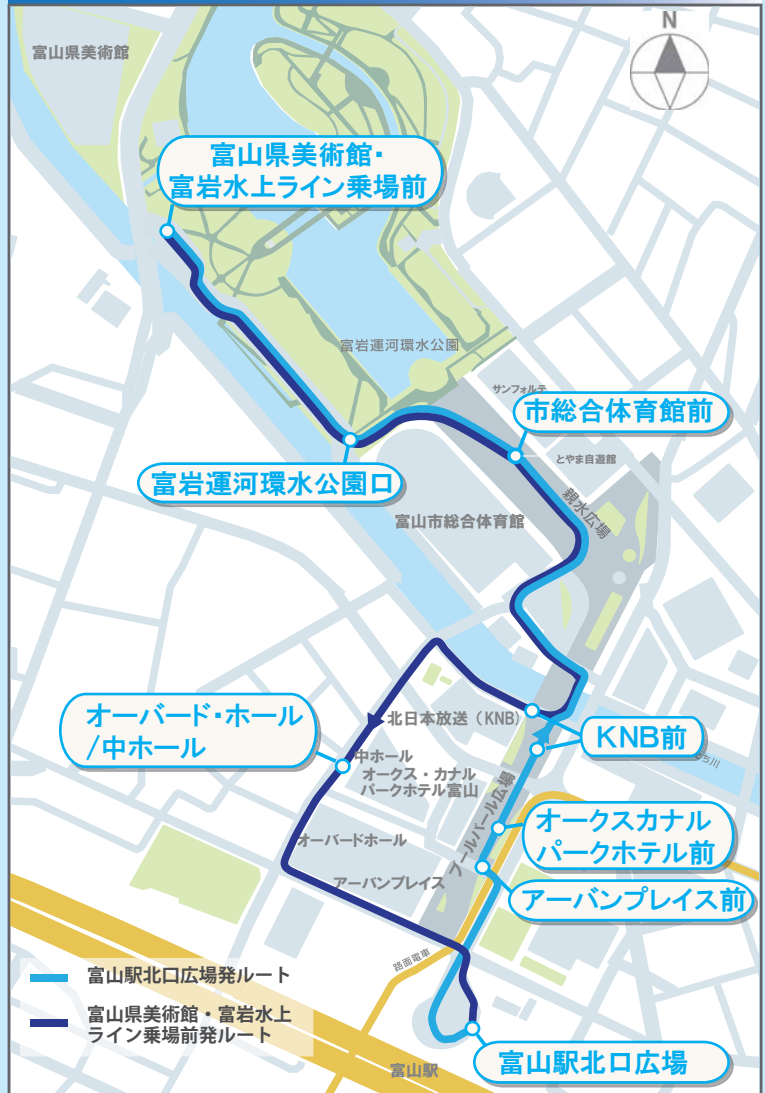 N
富山県美術館
富山県美術館・
富岩水上ライン乗場前
富岩運河環水公園
サンフォルテ
市総合体育館前
とやま自遊館
富岩運河環水公園口
親水広場
富山市総合体育館
オーバード・ホール
/中ホール
北日本放送（KNB）
KNB前
中ホール
オークス・カナル
パークホテル富山
ブールバール広場
オークスカナル
パークホテル前
オーバードホール
アーバンプレイス
アーバンプレイス前
路面電車
富山駅北口広場発ルート
富山県美術館・富岩水上
ライン乗場前発ルート
富山駅北口広場
富山駅